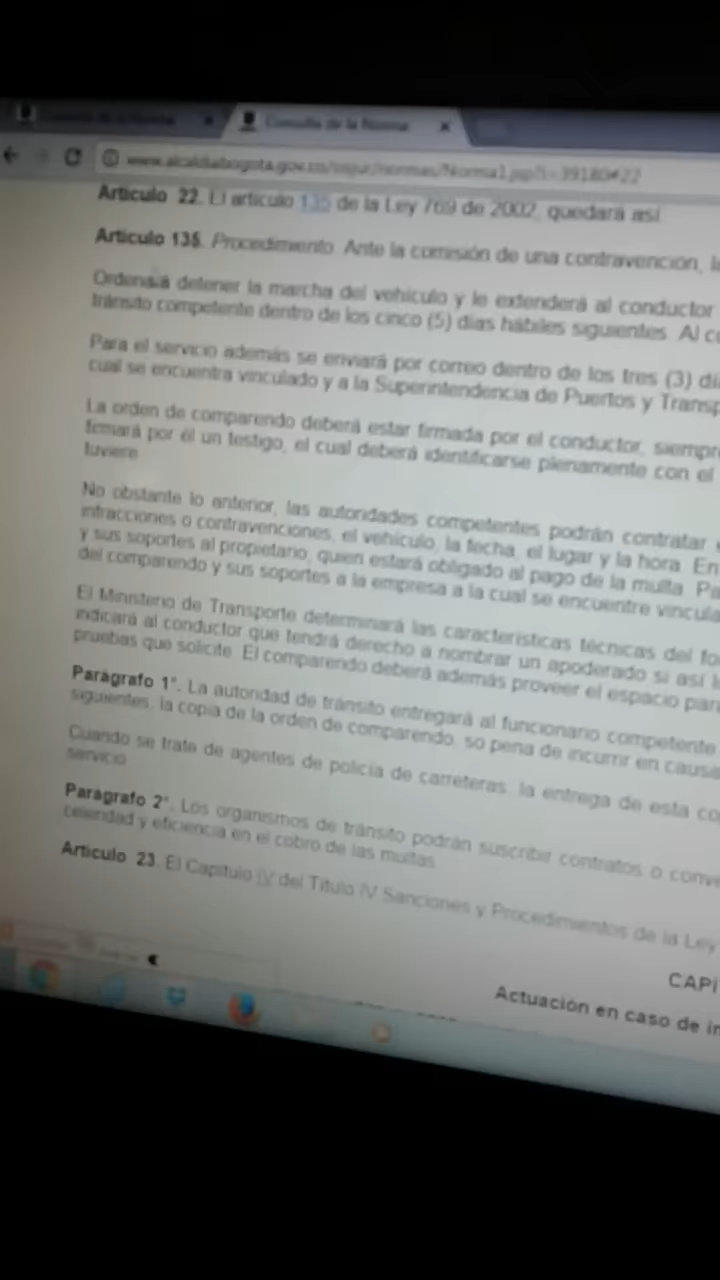 Consulta de la Norma
www.alcaldiabogota.gov.co/sisjur/normas/Norma1.jsp?i=39180#22
Artículo 22. El artículo 135 de la Ley 769 de 2002, quedará así
Artículo 135. Procedimiento. Ante la comisión de una contravención,
Ordenará detener la marcha del vehículo y le extenderá al conductor
tránsito competente dentro de los cinco (5) días hábiles siguientes. Al
Para el servicio además se enviará por correo dentro de los tres (3)
cual se encuentra vinculado y a la Superintendencia de Puertos y
La orden de comparendo deberá estar firmada por el conductor, siempre
firmará por él un testigo, el cual deberá identificarse plenamente con el
tuviere.
No obstante lo anterior, las autoridades competentes podrán contratar
infracciones o contravenciones, el vehículo, la fecha, el lugar y la hora. En
y sus soportes al propietario, quien estará obligado al pago de la multa.
del comparendo y sus soportes a la empresa a la cual se encuentre
El Ministerio de Transporte determinará las características técnicas del
indicará al conductor que tendrá derecho a nombrar un apoderado si así
pruebas que solicite. El comparendo deberá además proveer el espacio
Parágrafo 1°. La autoridad de tránsito entregará al funcionario competente
siguientes, la copia de la orden de comparendo, so pena de incurrir en
Cuando se trate de agentes de policía de carreteras, la entrega de esta
servicio.
Parágrafo 2°. Los organismos de tránsito podrán suscribir contratos o
celeridad y eficiencia en el cobro de las multas.
Artículo 23. El Capítulo IV del Título IV Sanciones y Procedimientos de la Ley
CAPÍ
Actuación en caso de